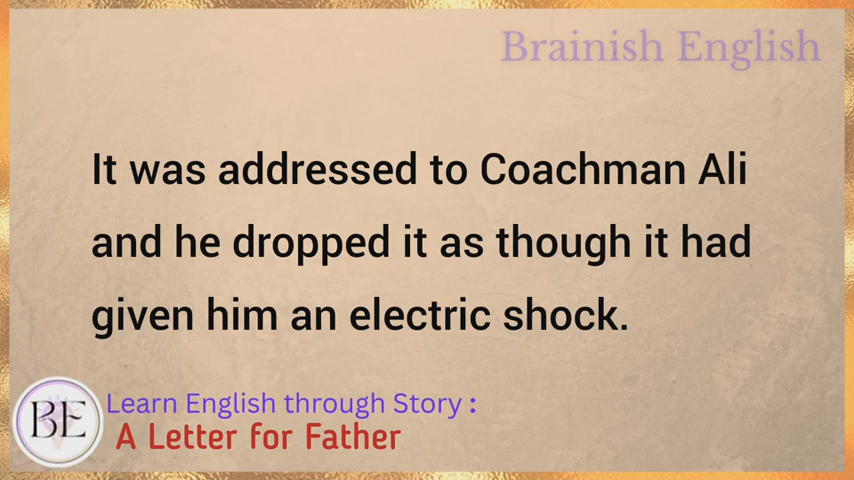 Brainish English
It was addressed to Coachman Ali
and he dropped it as though it had
given him an electric shock.
BE
Learn English through Story :
A Letter for Father